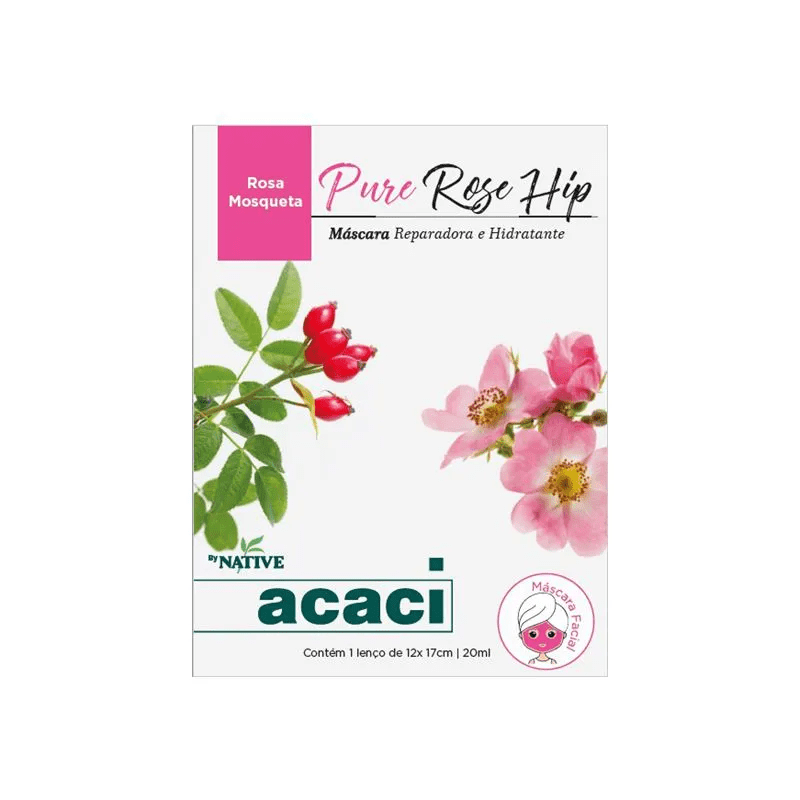 Rosa
Mosqueta
Pure Rose Hip
Máscara Reparadora e Hidratante
By NATIVE
acaci
Máscara Facial
Contém 1 lenço de 12x 17cm | 20ml